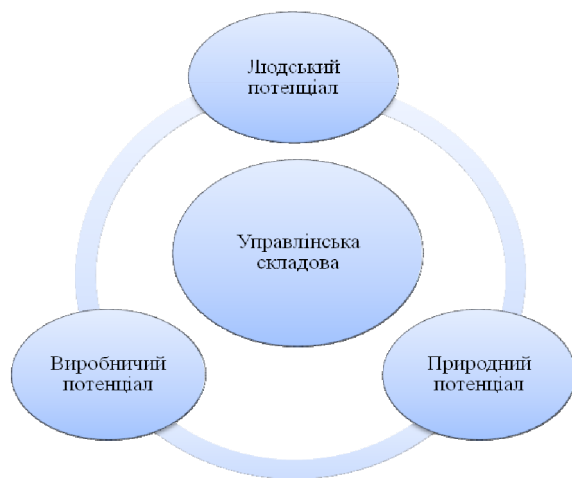 Людський
потенціал
Управлінська
складова
Виробничий
потенціал
Природний
потенціал